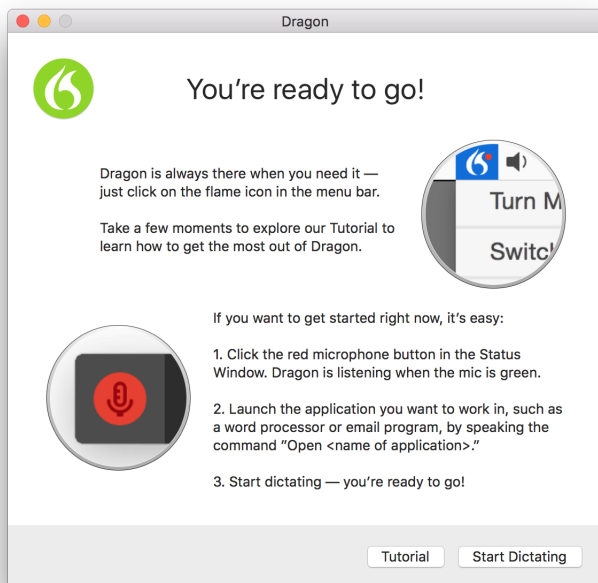 Dragon
You're ready to go!
Dragon is always there when you need it —
just click on the flame icon in the menu bar.
Take a few moments to explore our Tutorial to
learn how to get the most out of Dragon.
Turn M
Switch
If you want to get started right now, it's easy:
1. Click the red microphone button in the Status
Window. Dragon is listening when the mic is green.
2. Launch the application you want to work in, such as
a word processor or email program, by speaking the
command "Open <name of application>."
3. Start dictating — you're ready to go!
Tutorial
Start Dictating